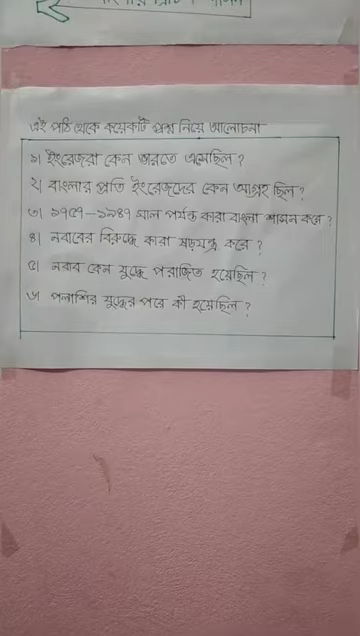 এই পাঠ থেকে কয়েকটি প্রশ্ন নিয়ে আলোচনা
১। ইংরেজরা কেন ভারতে এসেছিল?
২। বাংলার প্রতি ইংরেজদের কেন আগ্রহ ছিল?
৩। ১৭৫৭–১৯৪৭ সাল পর্যন্ত কারা বাংলা শাসন করে?
৪। নবাবের বিরুদ্ধে কারা ষড়যন্ত্র করে?
৫। নবাব কেন যুদ্ধে পরাজিত হয়েছিল?
৬। পলাশির যুদ্ধের পরে কী হয়েছিল?